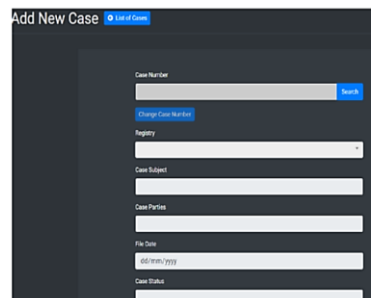 Add New Case List of Cases
Case Number
Search
Change Case Number
Registry
Case Subject
Case Parties
File Date
dd/mm/yyyy
Case Status